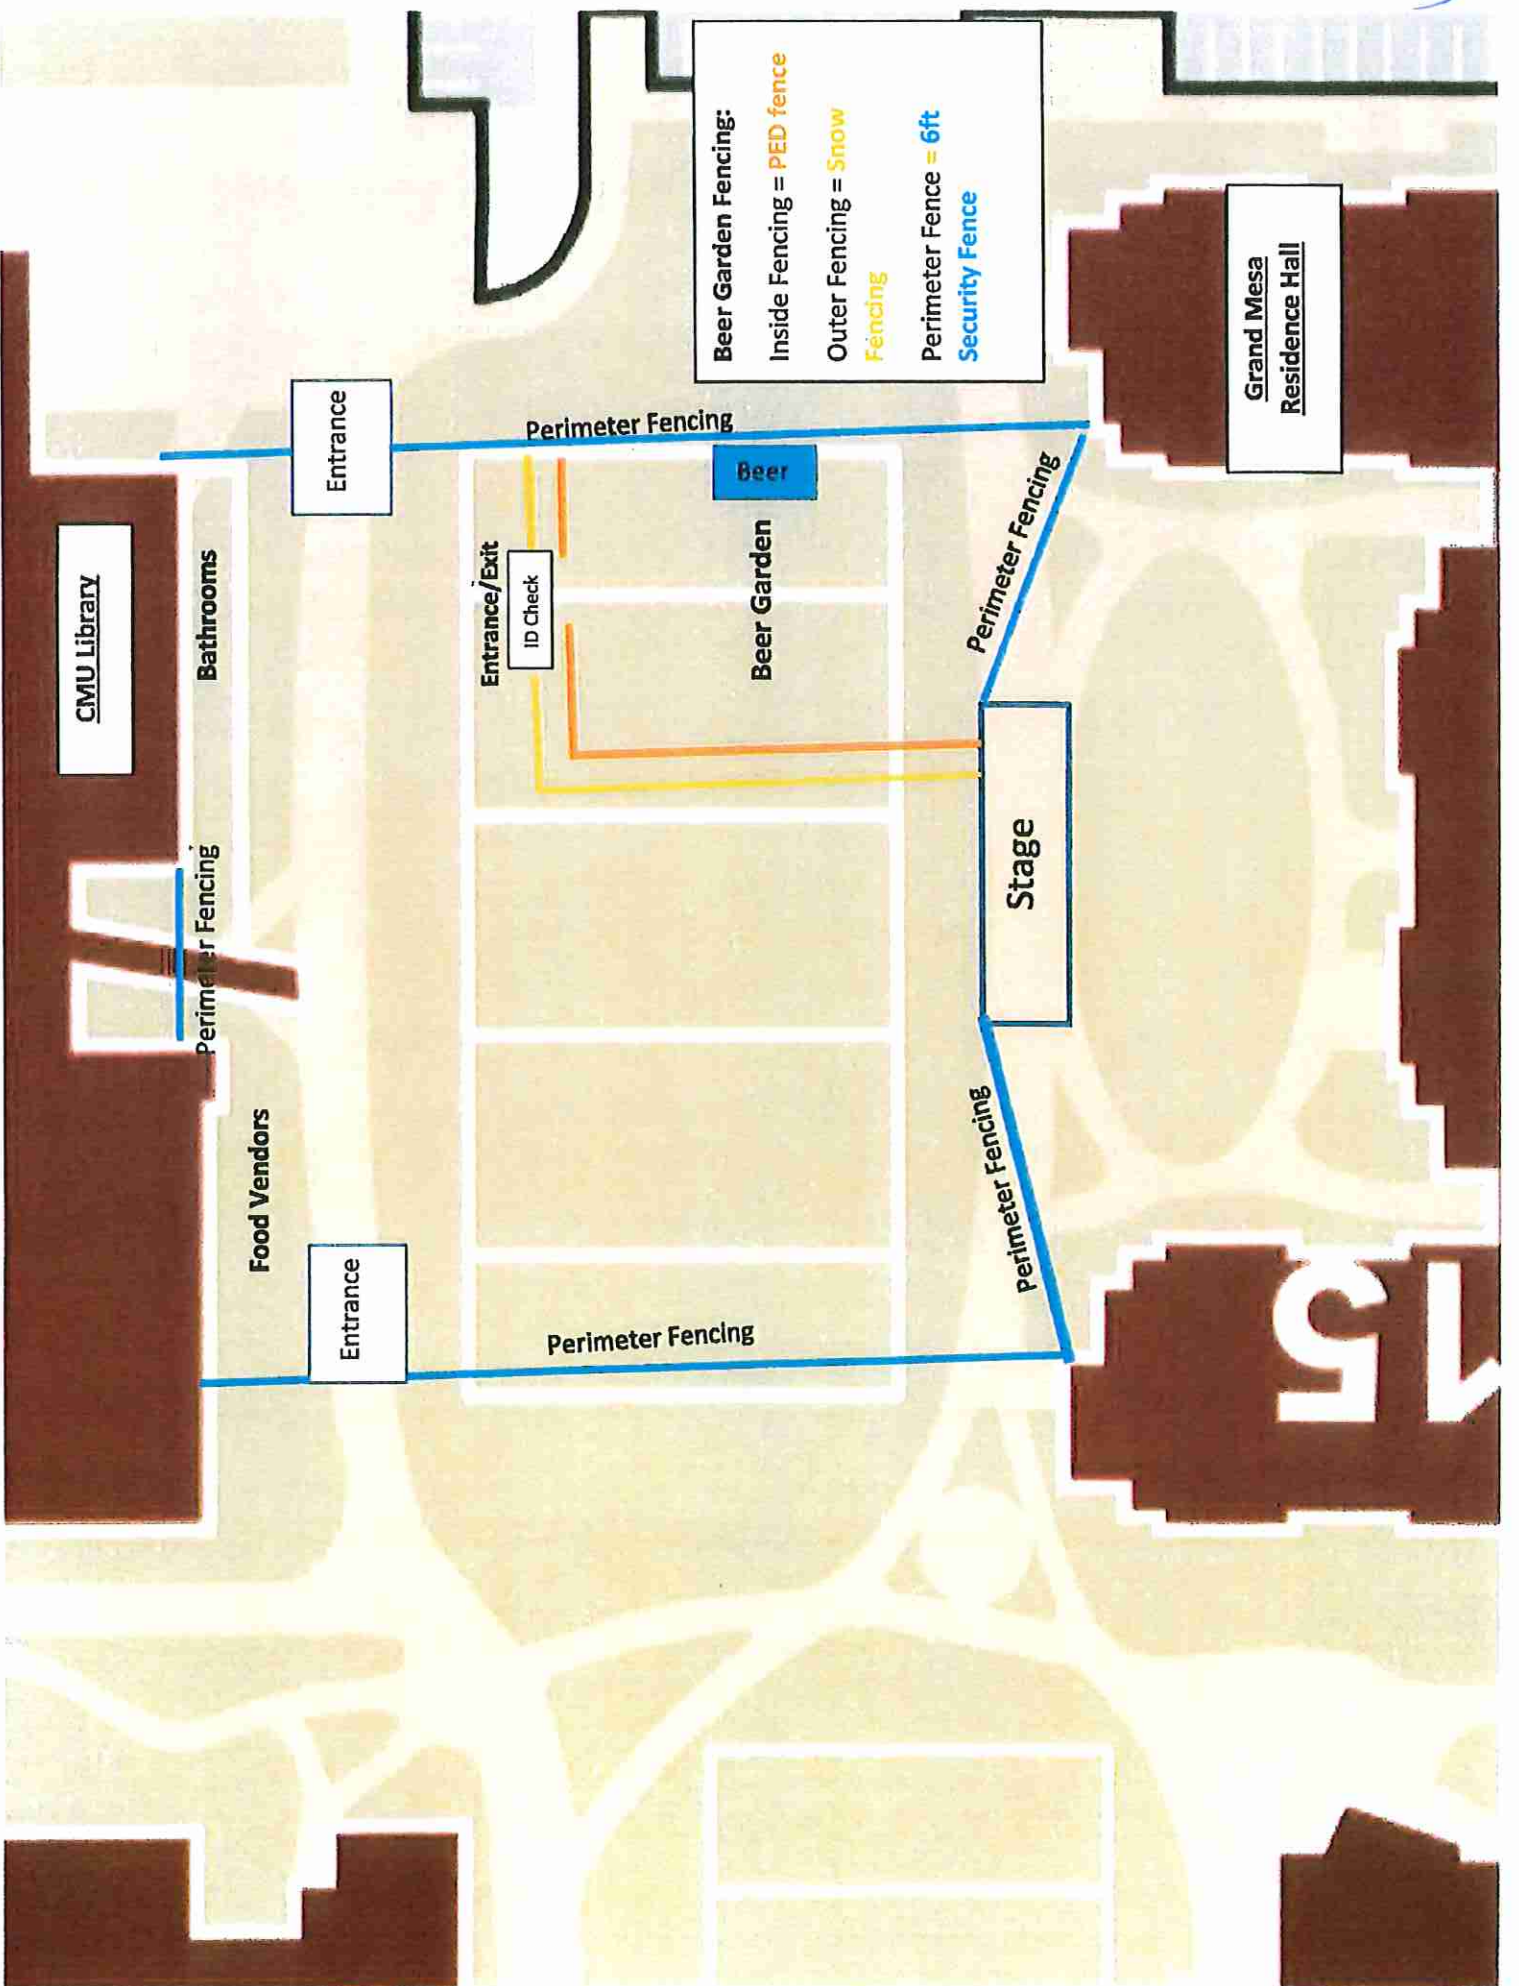 CMU Library
Perimeter Fencing
Bathrooms
Food Vendors
Entrance
Entrance
Entrance/Exit
ID Check
Perimeter Fencing
Perimeter Fencing
Beer Garden
Beer
Beer Garden Fencing:
Inside Fencing = PED fence
Outer Fencing = Snow
Fencing
Perimeter Fence = 6ft
Security Fence
Perimeter Fencing
Stage
Perimeter Fencing
Grand Mesa
Residence Hall
15